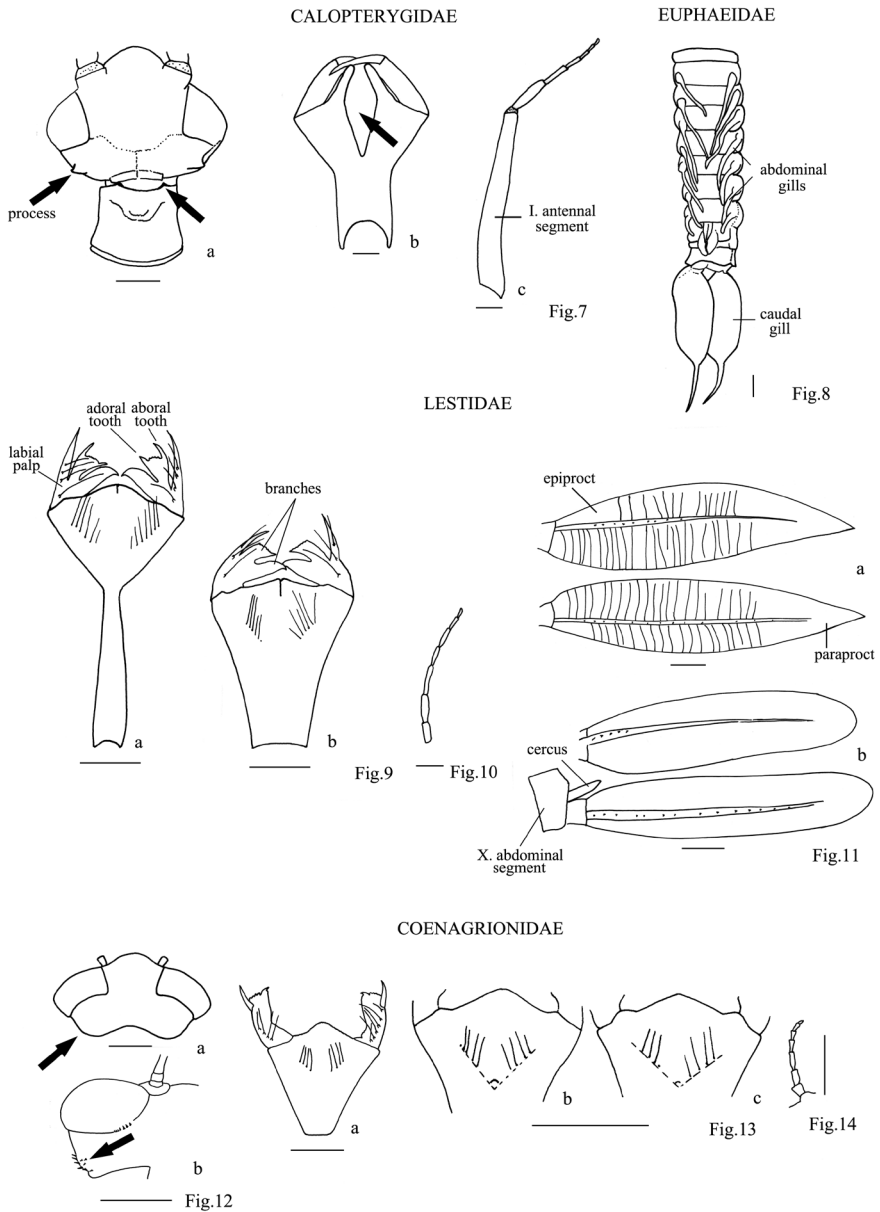 CALOPTERYGIDAE
EUPHAEIDAE
process
a
b
I. antennal
segment
c
Fig.7
abdominal
gills
caudal
gill
Fig.8
LESTIDAE
adoral
tooth
aboral
tooth
labial
palp
a
branches
b
Fig.9
Fig.10
epiproct
a
paraproct
b
cercus
X. abdominal
segment
Fig.11
COENAGRIONIDAE
a
b
Fig.12
a
b
c
Fig.13
Fig.14